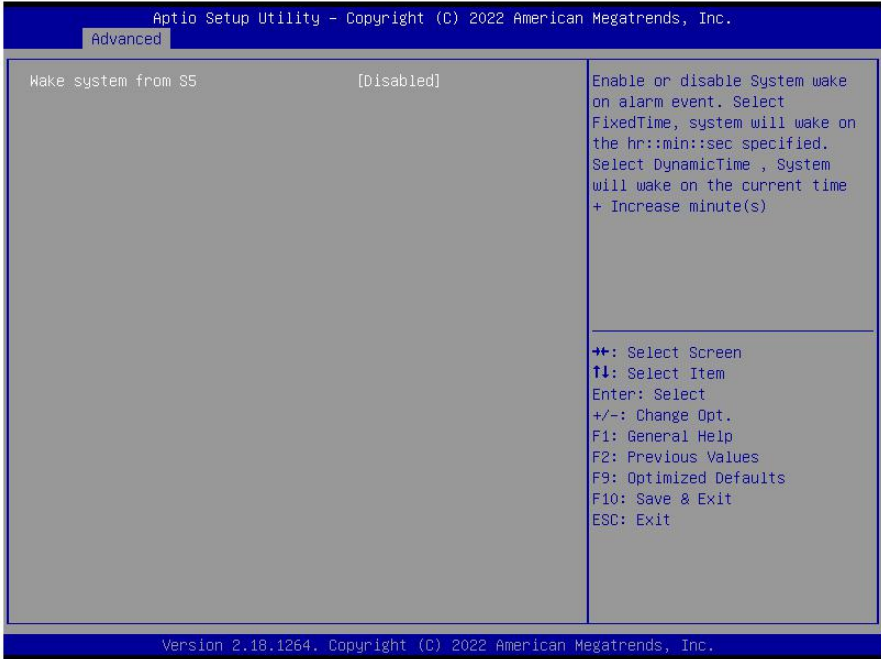 Aptio Setup Utility – Copyright (C) 2022 American Megatrends, Inc.
Advanced
Wake system from S5 [Disabled]
Enable or disable System wake
on alarm event. Select
FixedTime, system will wake on
the hr::min::sec specified.
Select DynamicTime , System
will wake on the current time
+ Increase minute(s)
→←: Select Screen
↑↓: Select Item
Enter: Select
+/-: Change Opt.
F1: General Help
F2: Previous Values
F9: Optimized Defaults
F10: Save & Exit
ESC: Exit
Version 2.18.1264. Copyright (C) 2022 American Megatrends, Inc.